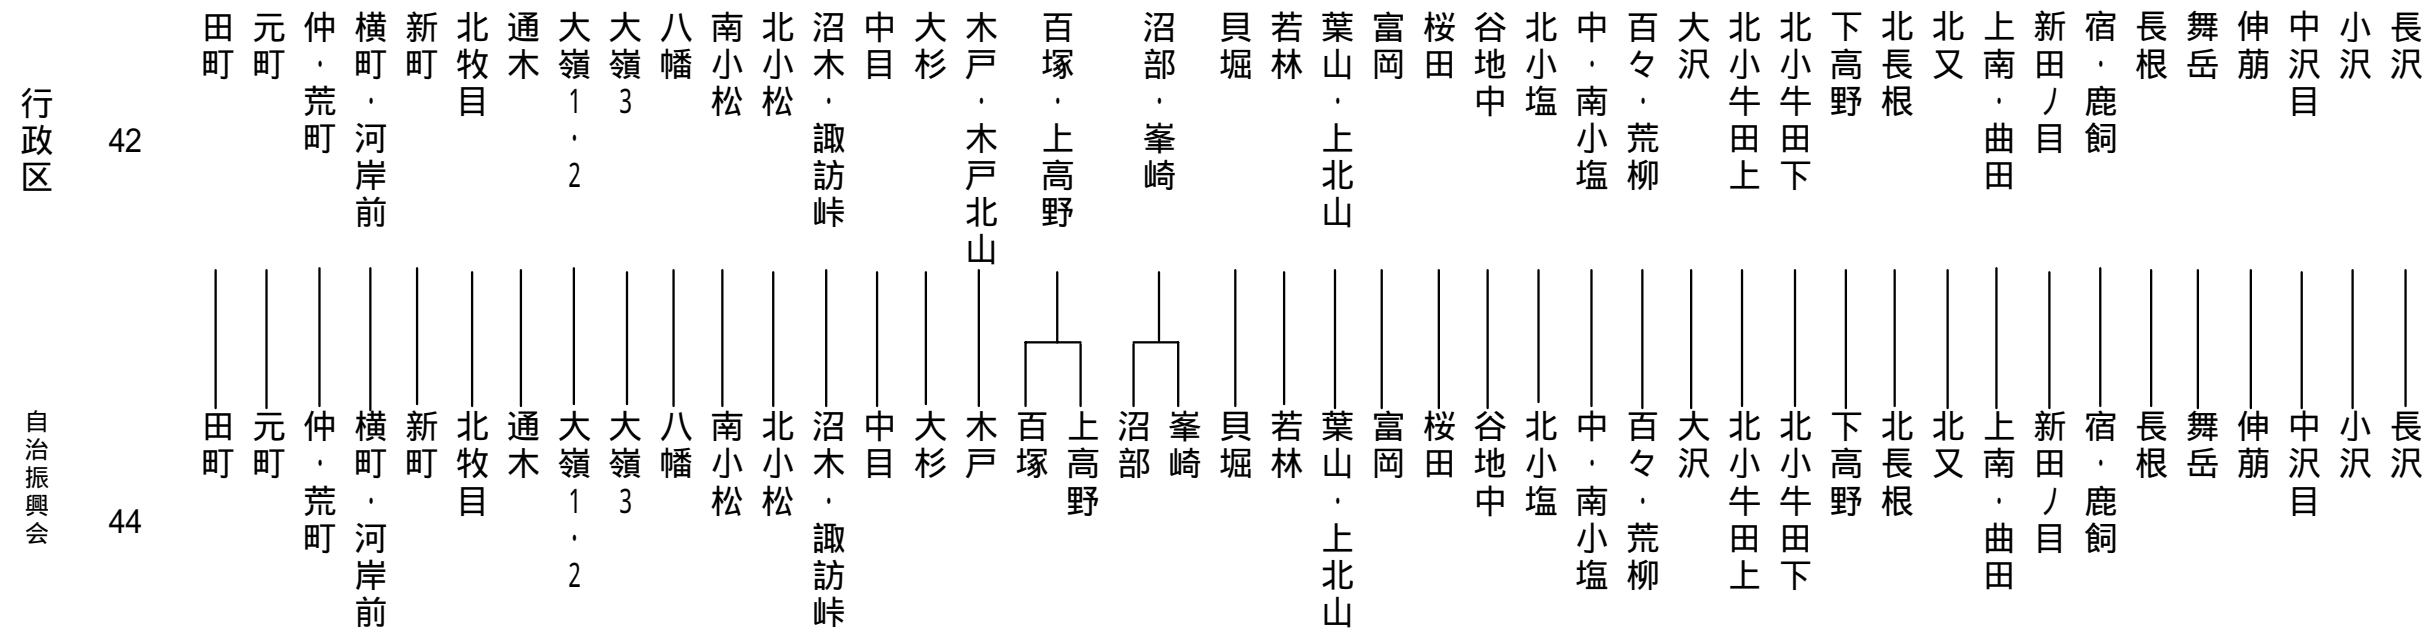 行政区
42
田町
元町
仲・荒町
横町・河岸前
新町
北牧目
通木
大嶺1・2
大嶺3
八幡
南小松
北小松
沼木・諏訪峠
中目
大杉
木戸・木戸北山
百塚・上高野
沼部・峯崎
貝堀
若林
葉山・上北山
富岡
桜田
谷地中
北小塩
中・南小塩
百々・荒柳
大沢
北小牛田上
北小牛田下
下高野
北長根
北又
上南・曲田
新田ノ目
宿・鹿飼
長根
舞岳
伸萠
中沢目
小沢
長沢
自治振興会
44
田町
元町
仲・荒町
横町・河岸前
新町
北牧目
通木
大嶺1・2
大嶺3
八幡
南小松
北小松
沼木・諏訪峠
中目
大杉
木戸
百塚
上高野
沼部
峯崎
貝堀
若林
葉山・上北山
富岡
桜田
谷地中
北小塩
中・南小塩
百々・荒柳
大沢
北小牛田上
北小牛田下
下高野
北長根
北又
上南・曲田
新田ノ目
宿・鹿飼
長根
舞岳
伸萠
中沢目
小沢
長沢